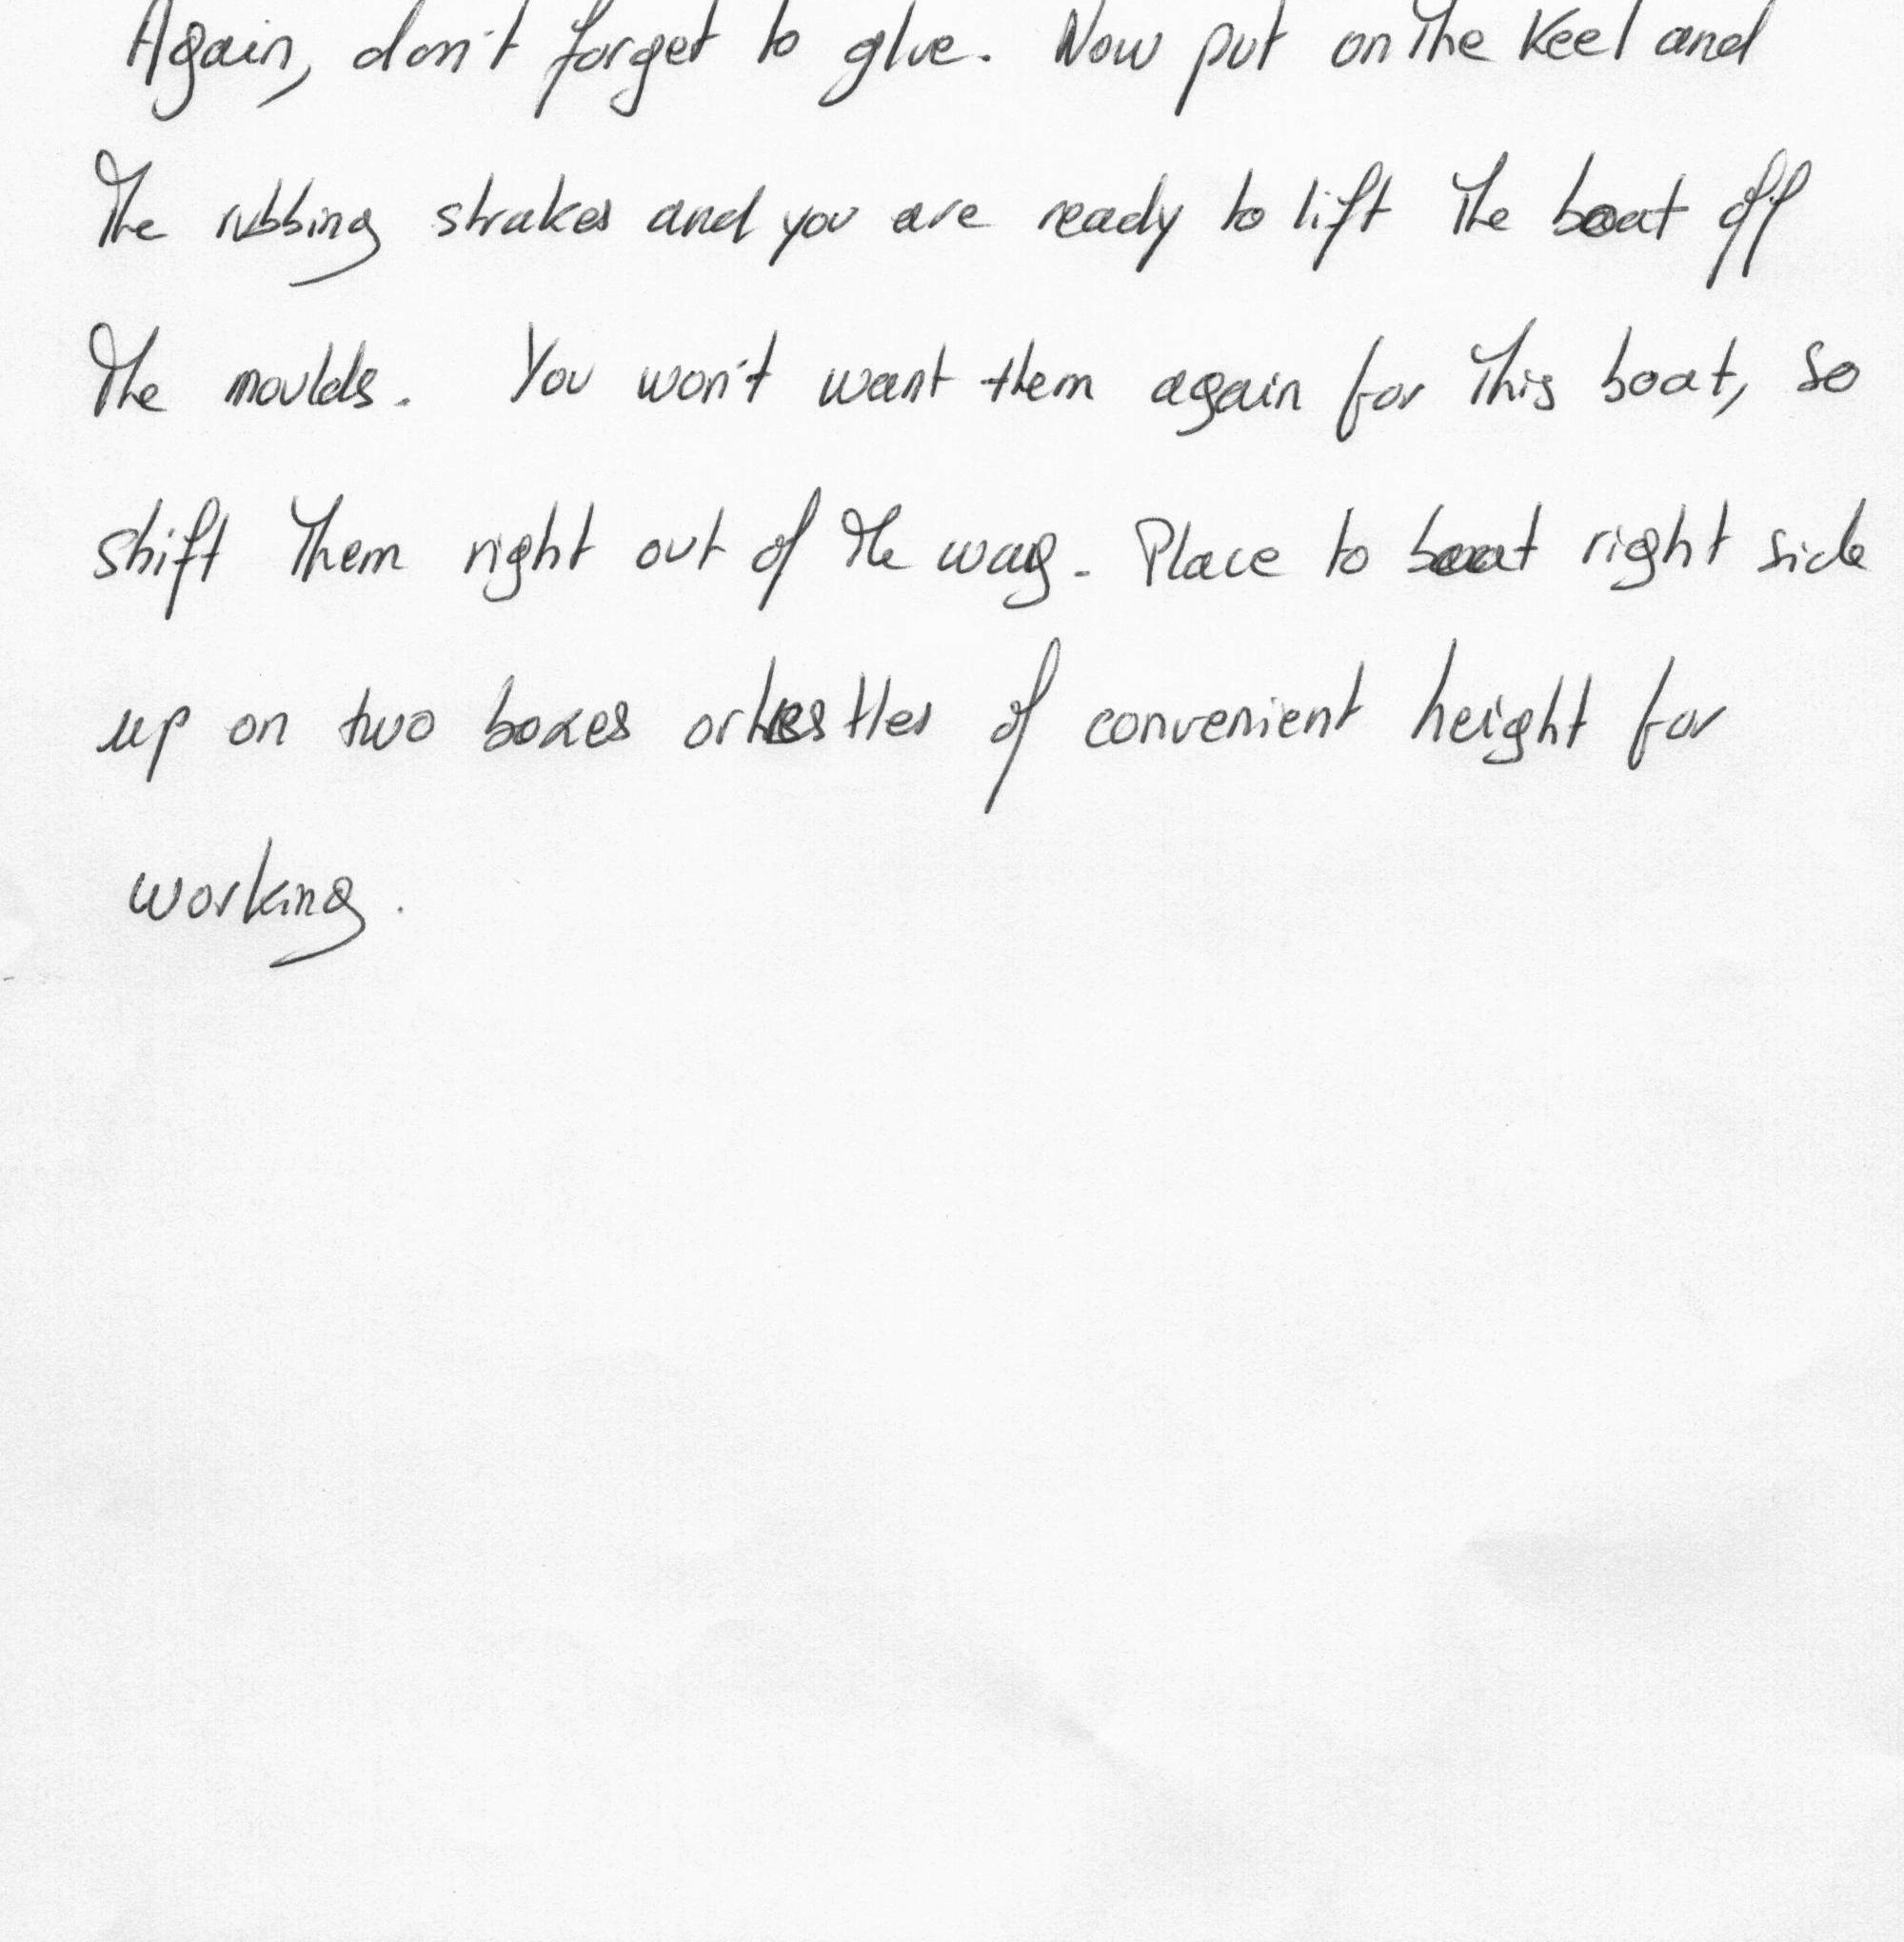 Again, don't forget to glue. Now put on the keel and
the rubbing strakes and you are ready to lift the boat off
the moulds. You won't want them again for this boat, so
shift them right out of the way. Place to boat right side
up on two boxes or trestles of convenient height for
working.